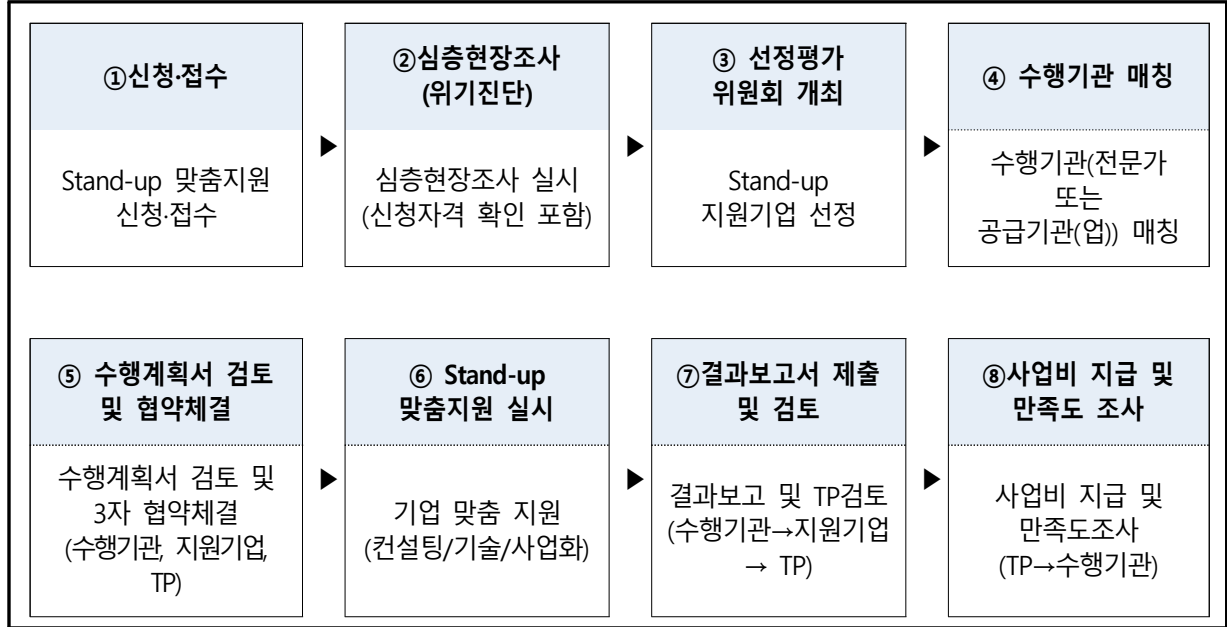 ①신청·접수
Stand-up 맞춤지원
신청·접수
▶
②심층현장조사
(위기진단)
심층현장조사 실시
(신청자격 확인 포함)
▶
③ 선정평가
위원회 개최
Stand-up
지원기업 선정
▶
④ 수행기관 매칭
수행기관(전문가
또는
공급기관(업)) 매칭
⑤ 수행계획서 검토
및 협약체결
수행계획서 검토 및
3자 협약체결
(수행기관, 지원기업,
TP)
▶
⑥ Stand-up
맞춤지원 실시
기업 맞춤 지원
(컨설팅/기술/사업화)
▶
⑦결과보고서 제출
및 검토
결과보고 및 TP검토
(수행기관→지원기업
→ TP)
▶
⑧사업비 지급 및
만족도 조사
사업비 지급 및
만족도조사
(TP→수행기관)